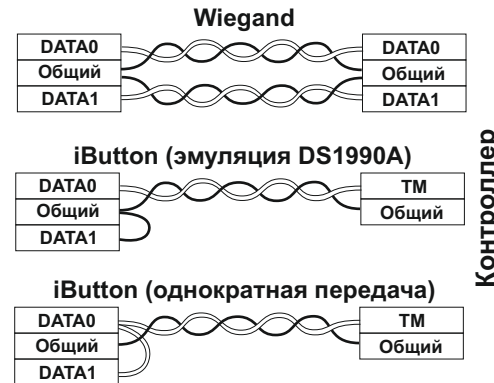 Wiegand
DATA0 DATA0
Общий Общий
DATA1 DATA1
iButton (эмуляция DS1990A)
DATA0 TM
Общий Общий
DATA1
iButton (однократная передача)
DATA0 TM
Общий Общий
DATA1
Контроллер